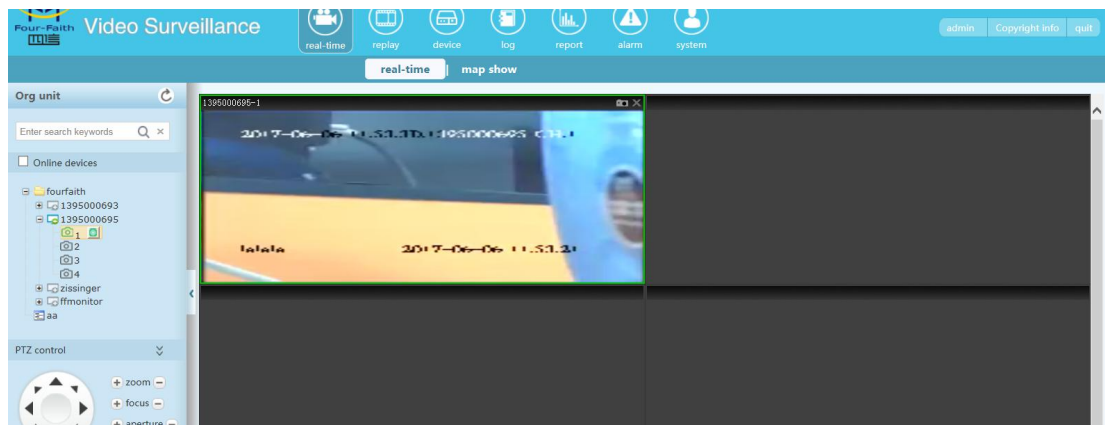 Four-Faith
Video Surveillance
real-time
replay
device
log
report
alarm
system
admin
Copyright info
quit
real-time | map show
Org unit
Enter search keywords
Online devices
fourfaith
1395000693
1395000695
1
2
3
4
zissinger
ffmonitor
aa
PTZ control
zoom
focus
aperture
1395000695-1
lalala